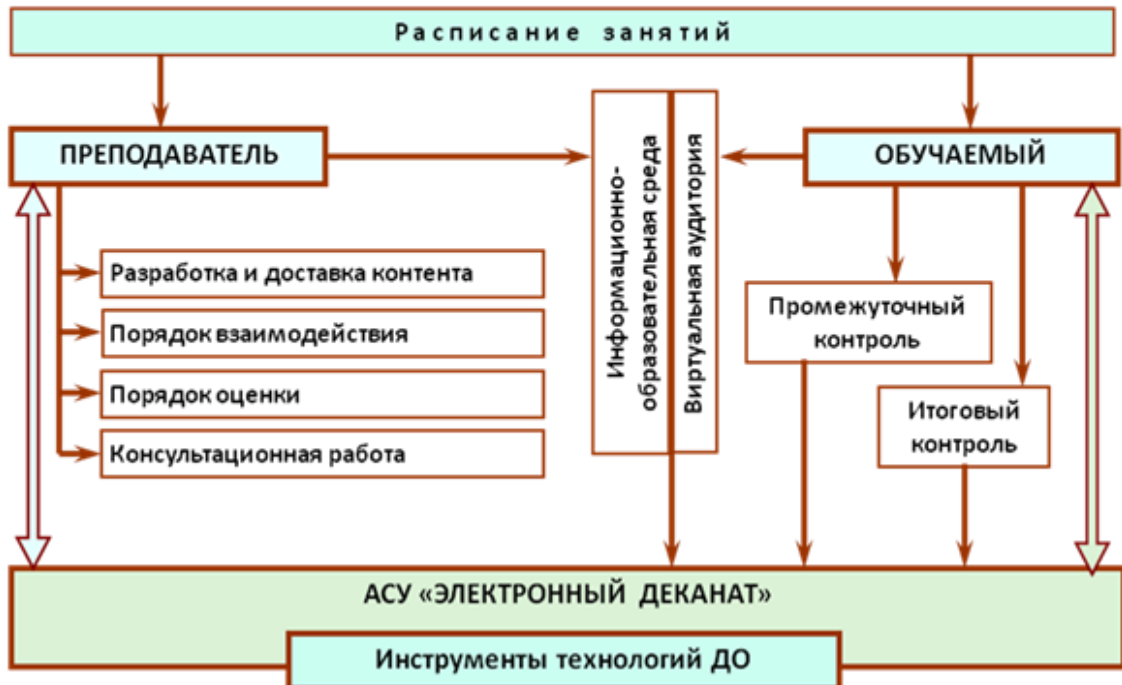 Расписание занятий
ПРЕПОДАВАТЕЛЬ
ОБУЧАЕМЫЙ
Информационно-
образовательная среда
Виртуальная аудитория
Разработка и доставка контента
Порядок взаимодействия
Порядок оценки
Консультационная работа
Промежуточный
контроль
Итоговый
контроль
АСУ «ЭЛЕКТРОННЫЙ ДЕКАНАТ»
Инструменты технологий ДО